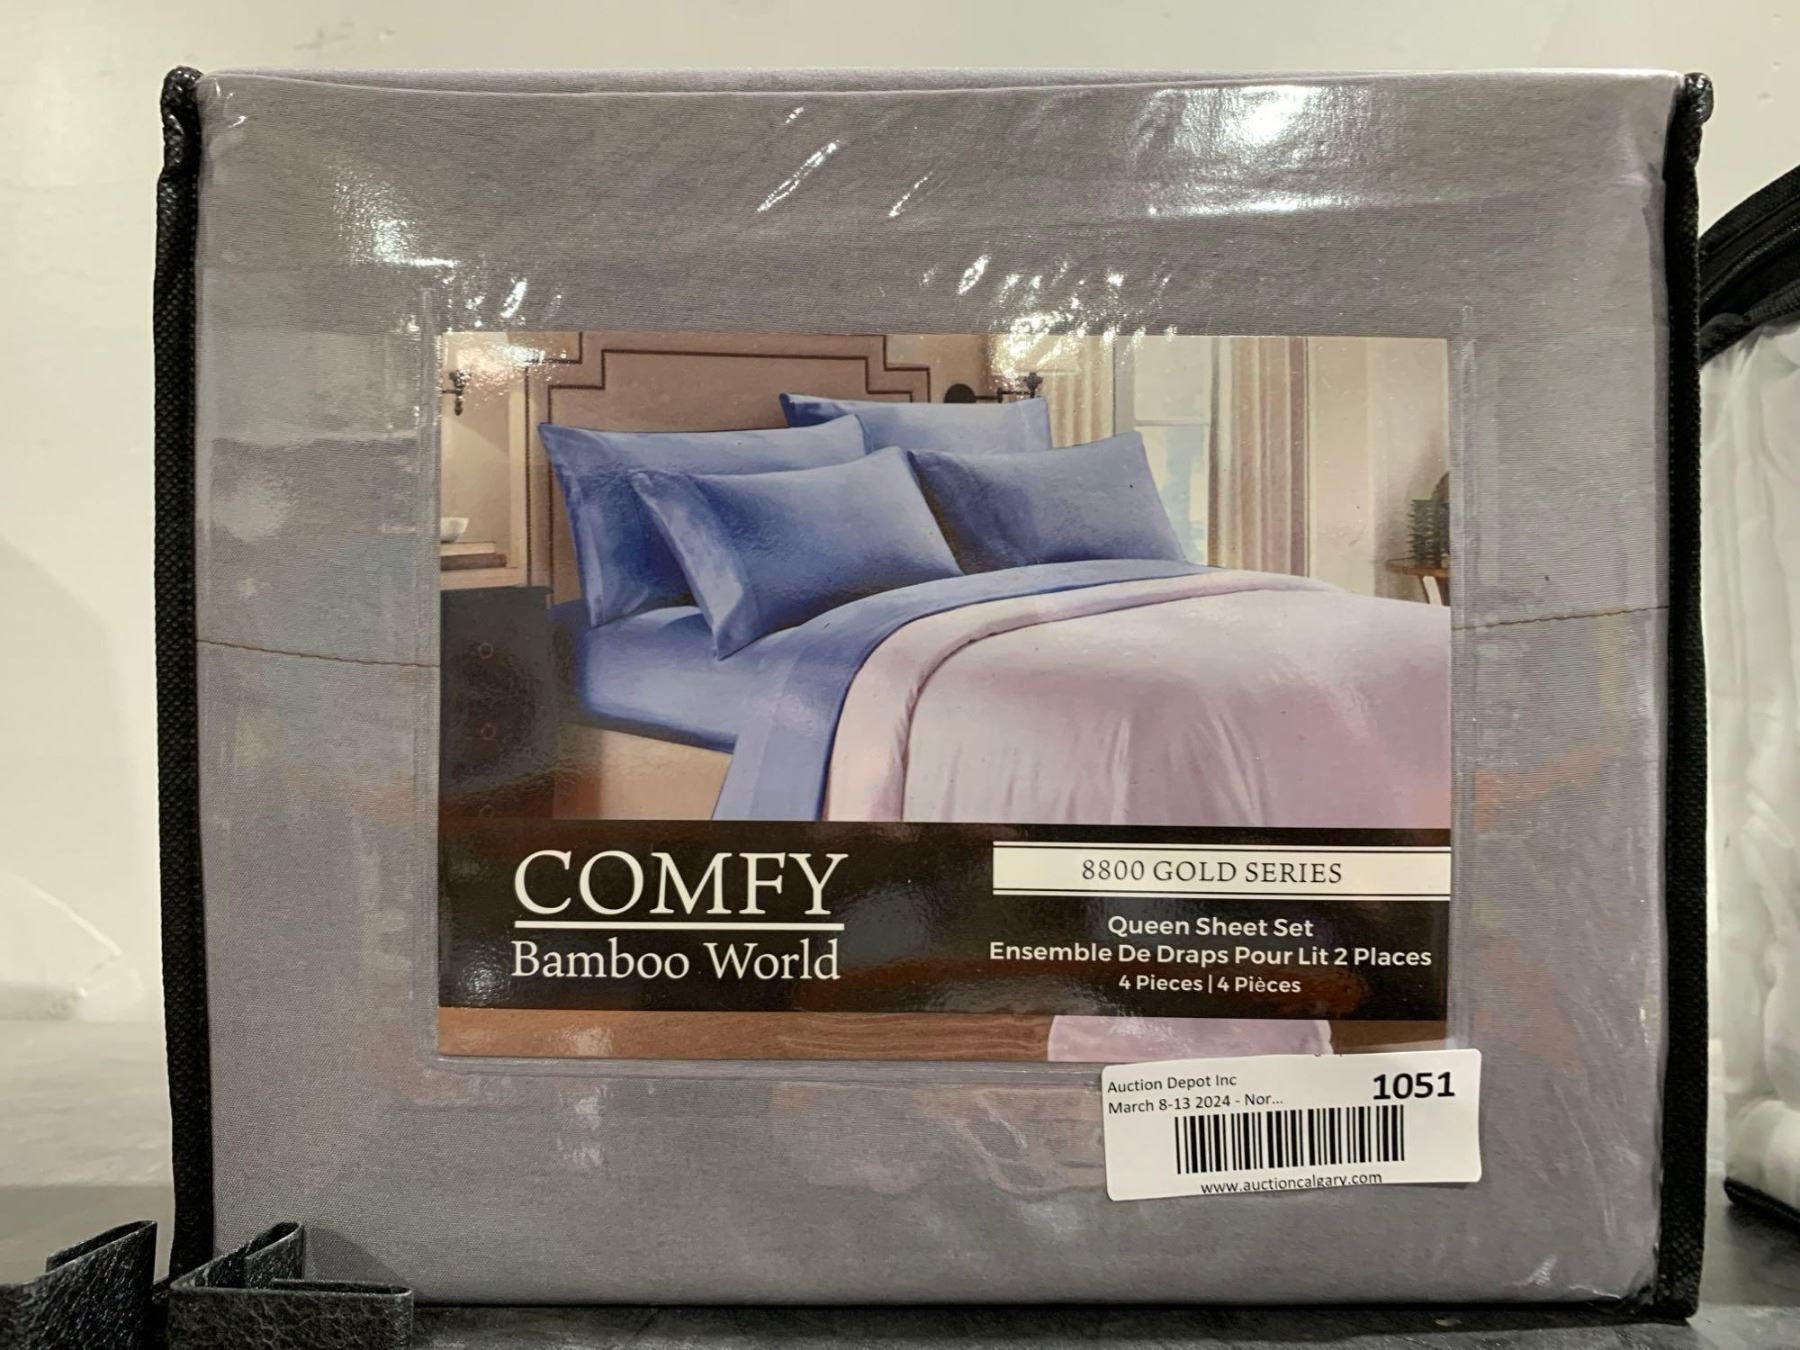 COMFY
Bamboo World
8800 GOLD SERIES
Queen Sheet Set
Ensemble De Draps Pour Lit 2 Places
4 Pieces | 4 Pièces
Auction Depot Inc
1051
March 8-13 2024 - Nor...
www.auctioncalgary.com